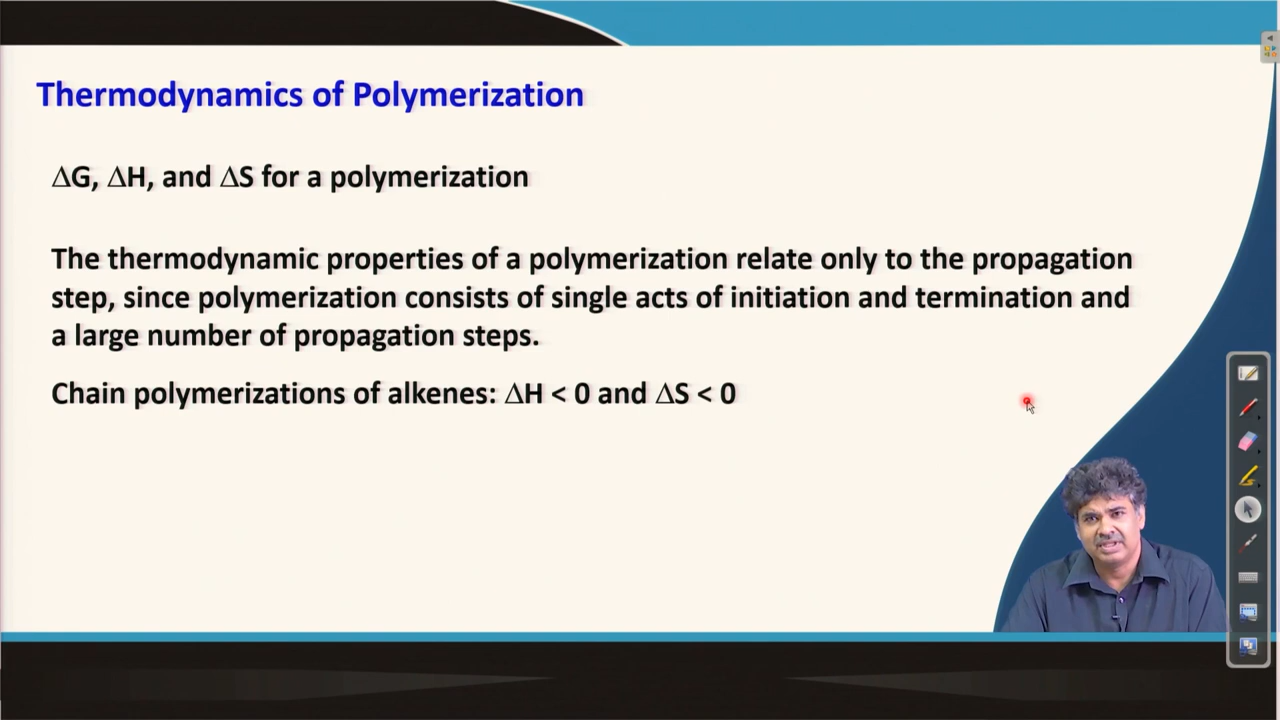 Thermodynamics of Polymerization
ΔG, ΔH, and ΔS for a polymerization
The thermodynamic properties of a polymerization relate only to the propagation
step, since polymerization consists of single acts of initiation and termination and
a large number of propagation steps.
Chain polymerizations of alkenes: ΔH < 0 and ΔS < 0